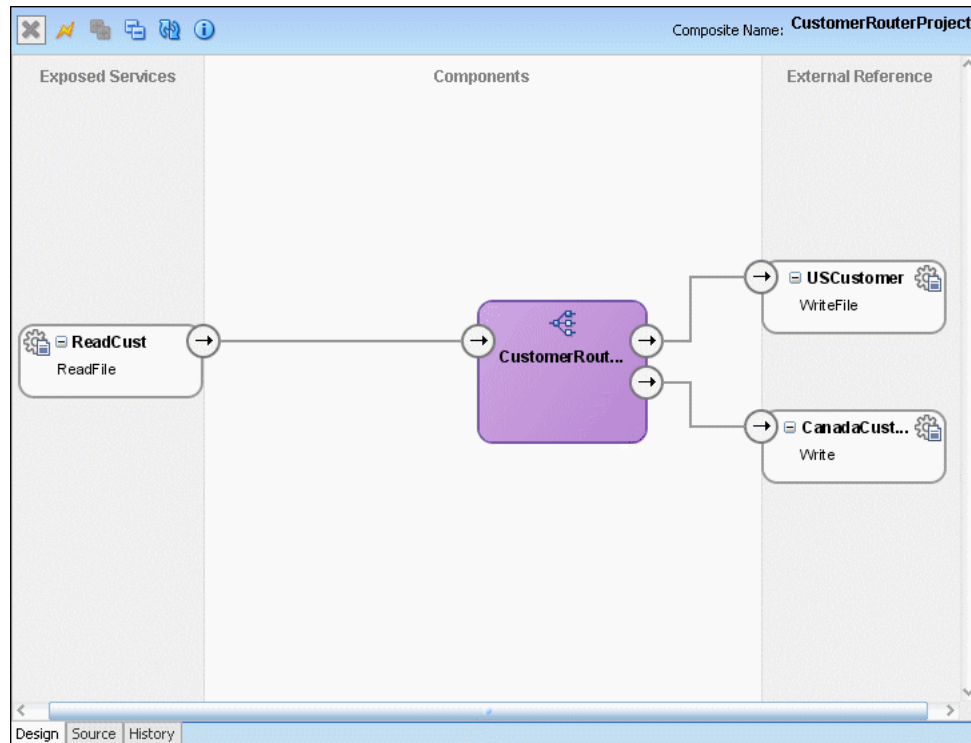 Composite Name: CustomerRouterProject
Exposed Services
Components
External Reference
ReadCust
ReadFile
CustomerRout...
USCustomer
WriteFile
CanadaCust...
Write
Design Source History